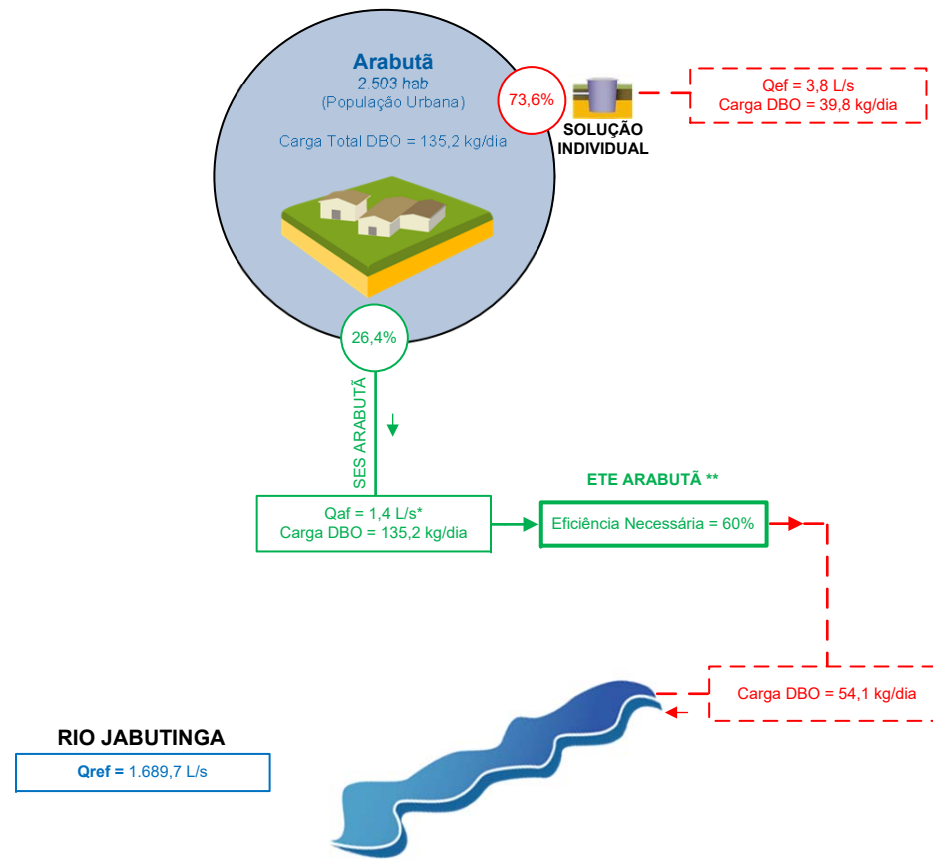 Arabutã
2.503 hab
(População Urbana)
Carga Total DBO = 135,2 kg/dia
73,6%
SOLUÇÃO
INDIVIDUAL
Qef = 3,8 L/s
Carga DBO = 39,8 kg/dia
26,4%
SES ARABUTÃ
Qaf = 1,4 L/s*
Carga DBO = 135,2 kg/dia
ETE ARABUTÃ **
Eficiência Necessária = 60%
Carga DBO = 54,1 kg/dia
RIO JABUTINGA
Qref = 1.689,7 L/s